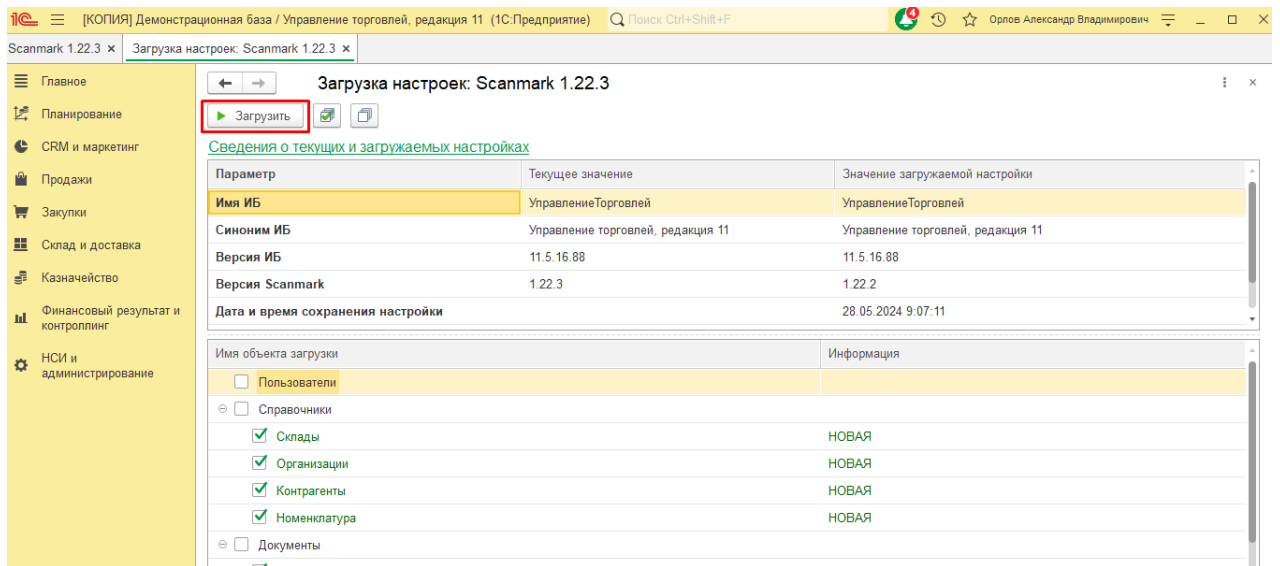 1С [КОПИЯ] Демонстрационная база / Управление торговлей, редакция 11 (1С:Предприятие) Поиск Ctrl+Shift+F 4 Орлов Александр Владимирович
Scanmark 1.22.3 × Загрузка настроек: Scanmark 1.22.3 ×
Главное
Планирование
CRM и маркетинг
Продажи
Закупки
Склад и доставка
Казначейство
Финансовый результат и
контроллинг
НСИ и
администрирование
Загрузка настроек: Scanmark 1.22.3
Загрузить
Сведения о текущих и загружаемых настройках
Параметр Текущее значение Значение загружаемой настройки
Имя ИБ УправлениеТорговлей УправлениеТорговлей
Синоним ИБ Управление торговлей, редакция 11 Управление торговлей, редакция 11
Версия ИБ 11.5.16.88 11.5.16.88
Версия Scanmark 1.22.3 1.22.2
Дата и время сохранения настройки 28.05.2024 9:07:11
Имя объекта загрузки Информация
Пользователи
Справочники
Склады НОВАЯ
Организации НОВАЯ
Контрагенты НОВАЯ
Номенклатура НОВАЯ
Документы